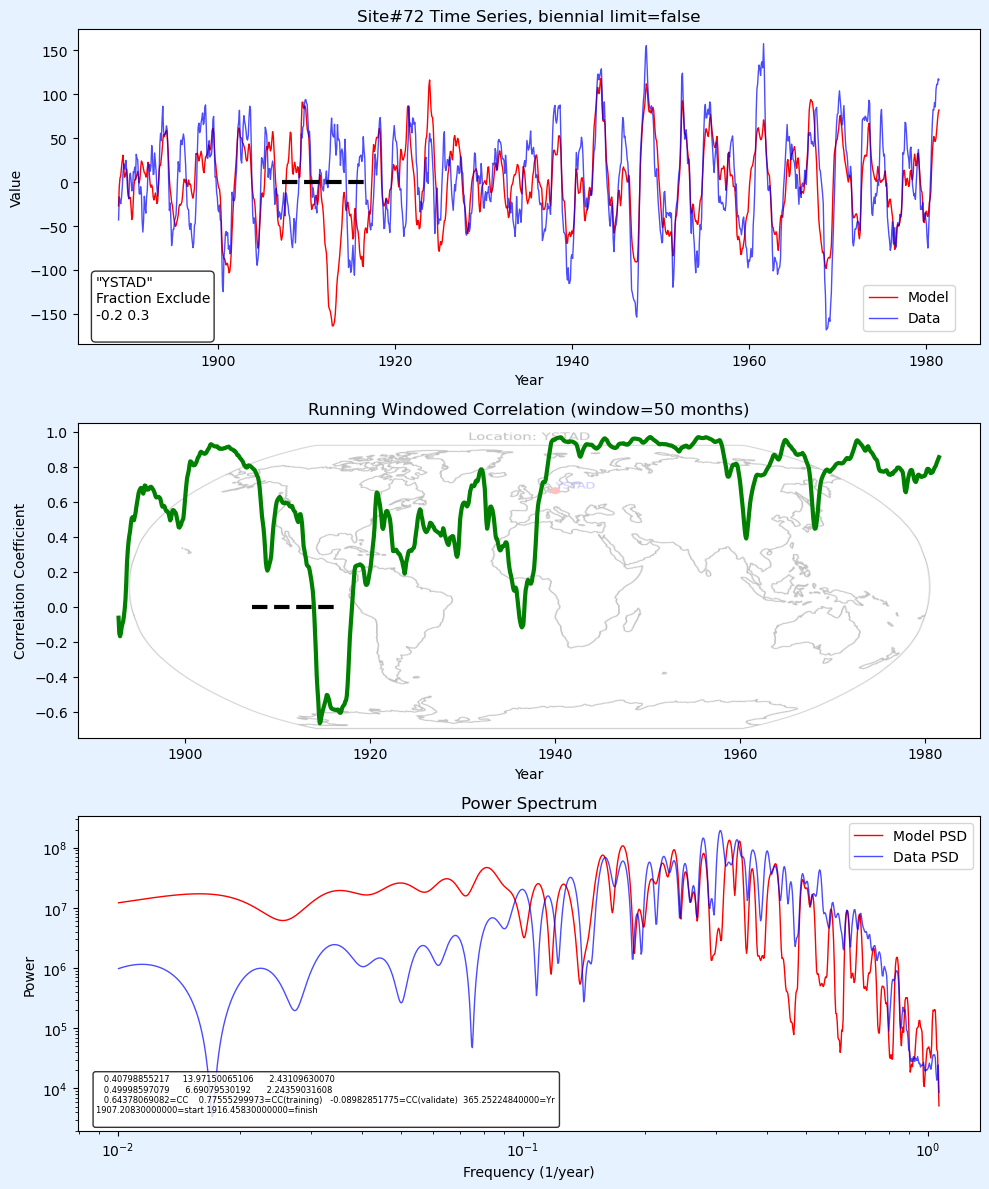 Site#72 Time Series, biennial limit=false
150
100
50
0
−50
−100
−150
Value
"YSTAD"
Fraction Exclude
-0.2 0.3
Model
Data
1900
1920
1940
1960
1980
Year
Running Windowed Correlation (window=50 months)
Location: YSTAD
YSTAD
1.0
0.8
0.6
0.4
0.2
0.0
−0.2
−0.4
−0.6
Correlation Coefficient
1900
1920
1940
1960
1980
Year
Power Spectrum
Model PSD
Data PSD
10⁸
10⁷
10⁶
10⁵
10⁴
Power
0.40798855217 13.97150065106 2.43109630070
0.49998597079 6.69079530192 2.24359031608
0.64378069082=CC 0.77555299973=CC(training) -0.08982851775=CC(validate) 365.25224840000=Yr
1907.20830000000=start 1916.45830000000=finish
10⁻²
10⁻¹
10⁰
Frequency (1/year)